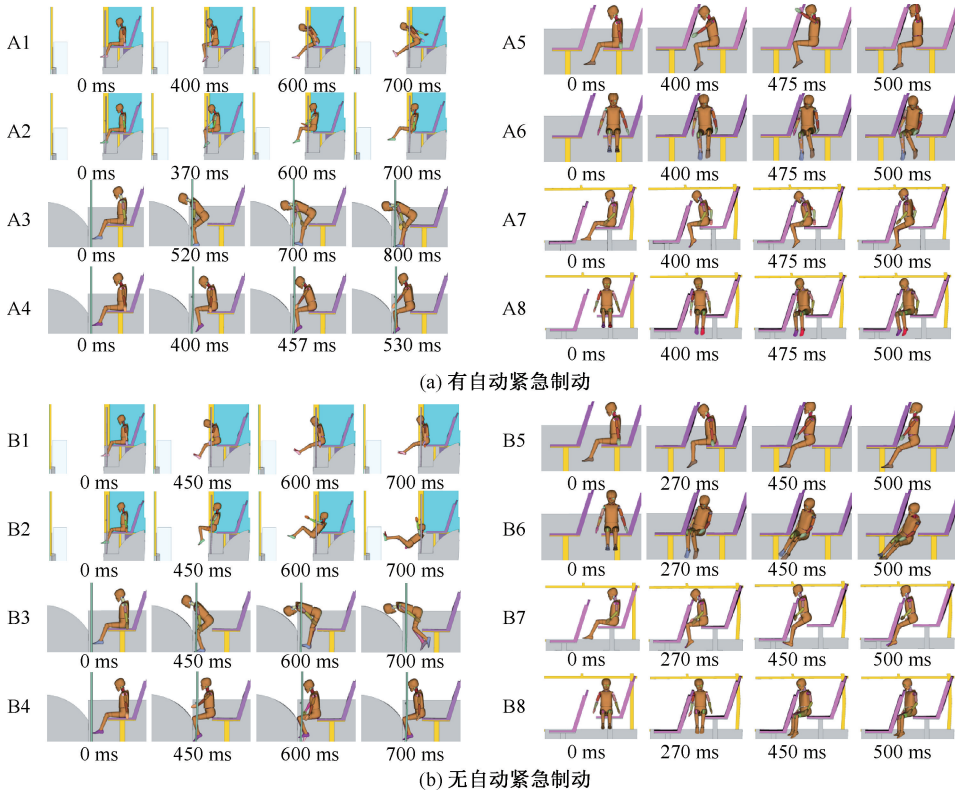 A1
0 ms 400 ms 600 ms 700 ms
A2
0 ms 370 ms 600 ms 700 ms
A3
0 ms 520 ms 700 ms 800 ms
A4
0 ms 400 ms 457 ms 530 ms
A5
0 ms 400 ms 475 ms 500 ms
A6
0 ms 400 ms 475 ms 500 ms
A7
0 ms 400 ms 475 ms 500 ms
A8
0 ms 400 ms 475 ms 500 ms
(a) 有自动紧急制动
B1
0 ms 450 ms 600 ms 700 ms
B2
0 ms 450 ms 600 ms 700 ms
B3
0 ms 450 ms 600 ms 700 ms
B4
0 ms 450 ms 600 ms 700 ms
B5
0 ms 270 ms 450 ms 500 ms
B6
0 ms 270 ms 450 ms 500 ms
B7
0 ms 270 ms 450 ms 500 ms
B8
0 ms 270 ms 450 ms 500 ms
(b) 无自动紧急制动